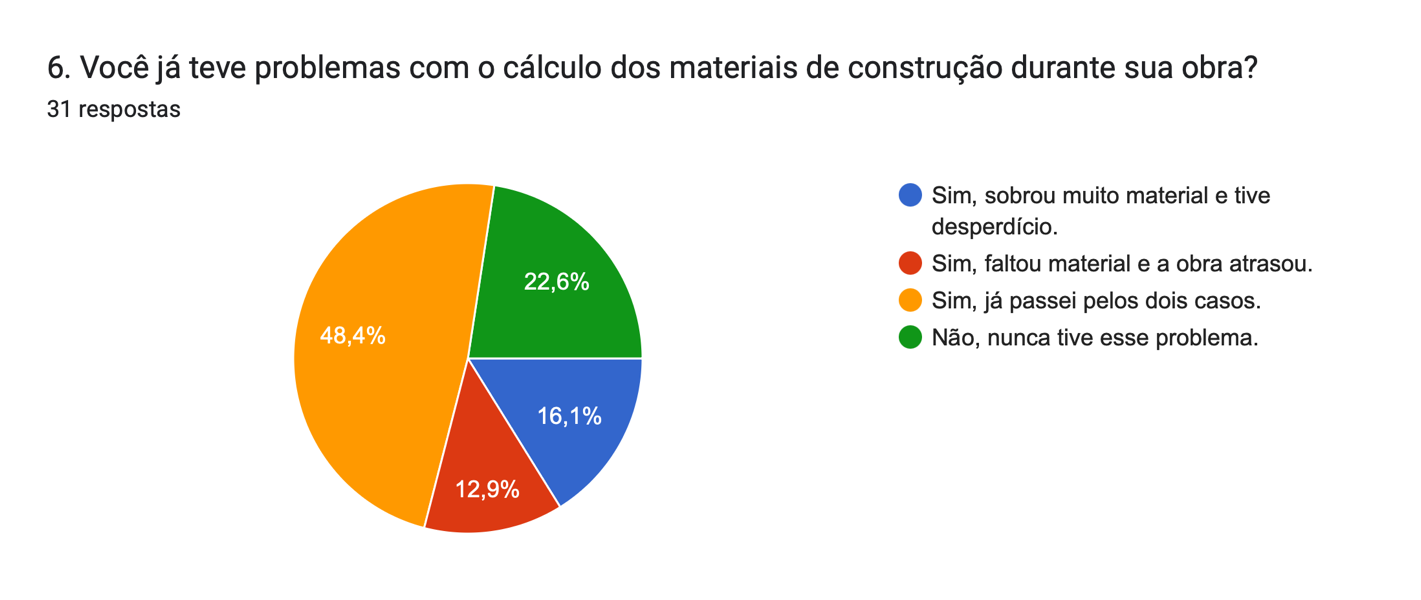 6. Você já teve problemas com o cálculo dos materiais de construção durante sua obra?
31 respostas
22,6%
48,4%
16,1%
12,9%
Sim, sobrou muito material e tive
desperdício.
Sim, faltou material e a obra atrasou.
Sim, já passei pelos dois casos.
Não, nunca tive esse problema.